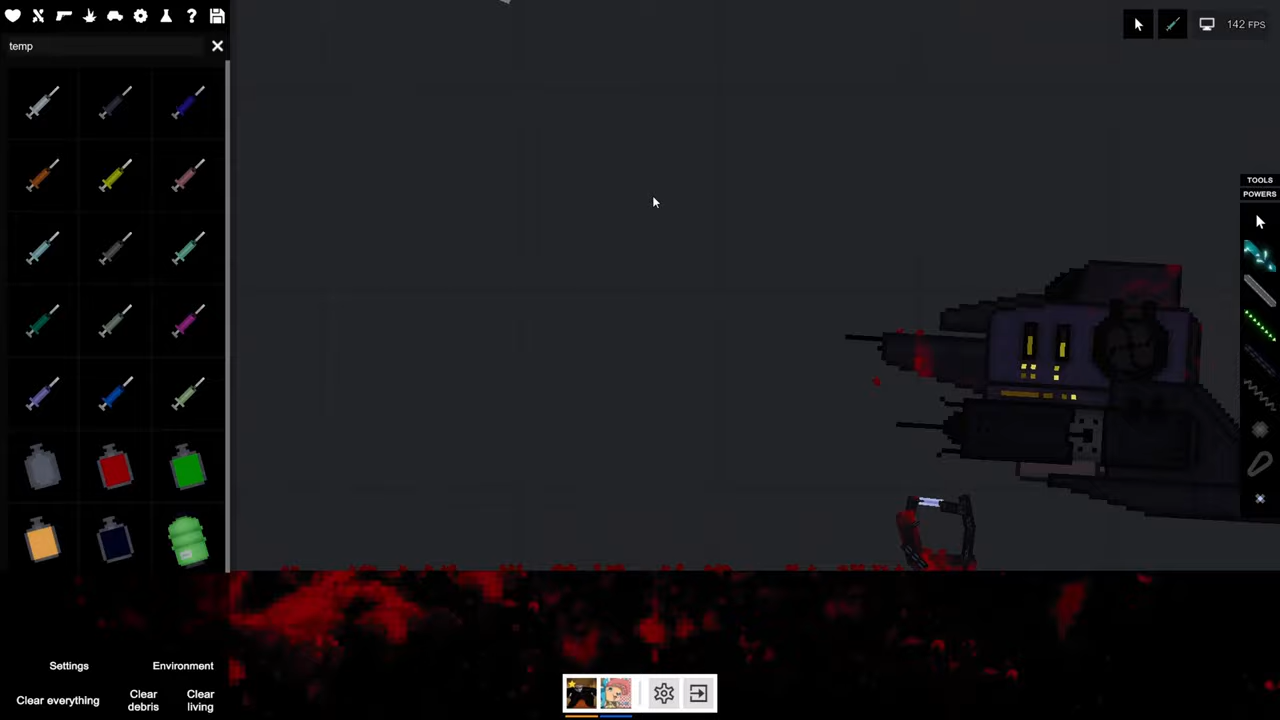 142 FPS
temp
TOOLS
POWERS
Settings
Environment
Clear everything
Clear
debris
Clear
living